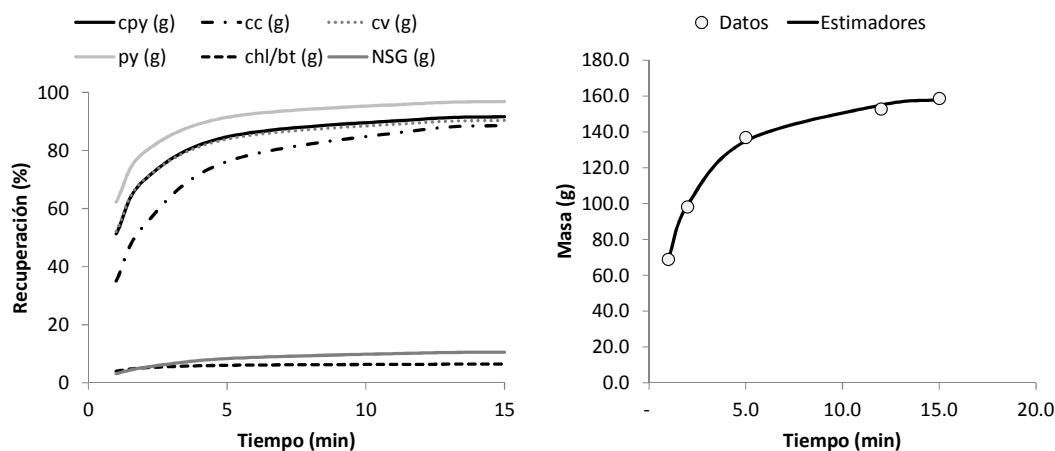 cpy (g) cc (g) cv (g)
py (g) chl/bt (g) NSG (g)
Recuperación (%)
100
80
60
40
20
0
0 5 10 15
Tiempo (min)
Datos Estimadores
Masa (g)
180.0
160.0
140.0
120.0
100.0
80.0
60.0
40.0
20.0
0.0
- 5.0 10.0 15.0 20.0
Tiempo (min)